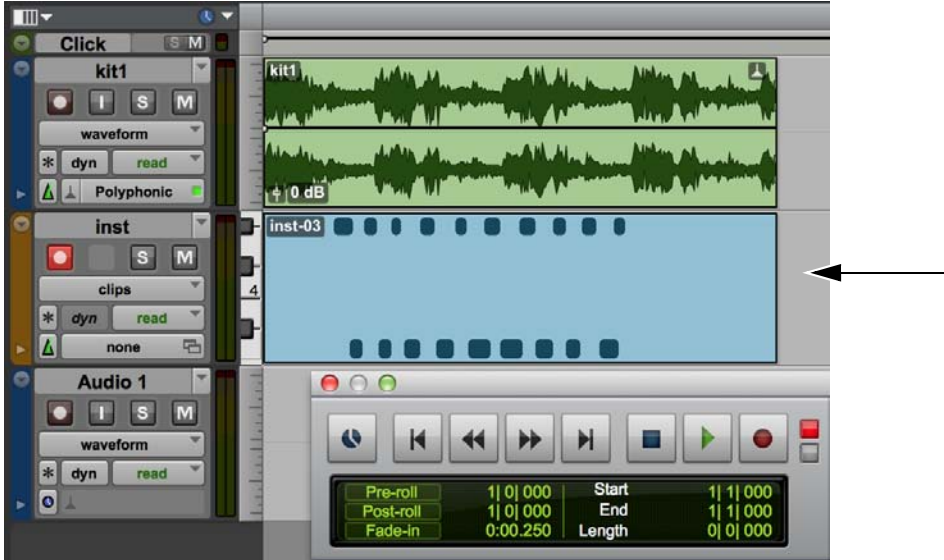 Click S M
kit1
I S M
waveform
* dyn read
Polyphonic
inst
S M
clips
* dyn read
none
Audio 1
I S M
waveform
* dyn read
kit1
0 dB
inst-03
4
Pre-roll 1| 0| 000 Start 1| 1| 000
Post-roll 1| 0| 000 End 1| 1| 000
Fade-in 0:00.250 Length 0| 0| 000